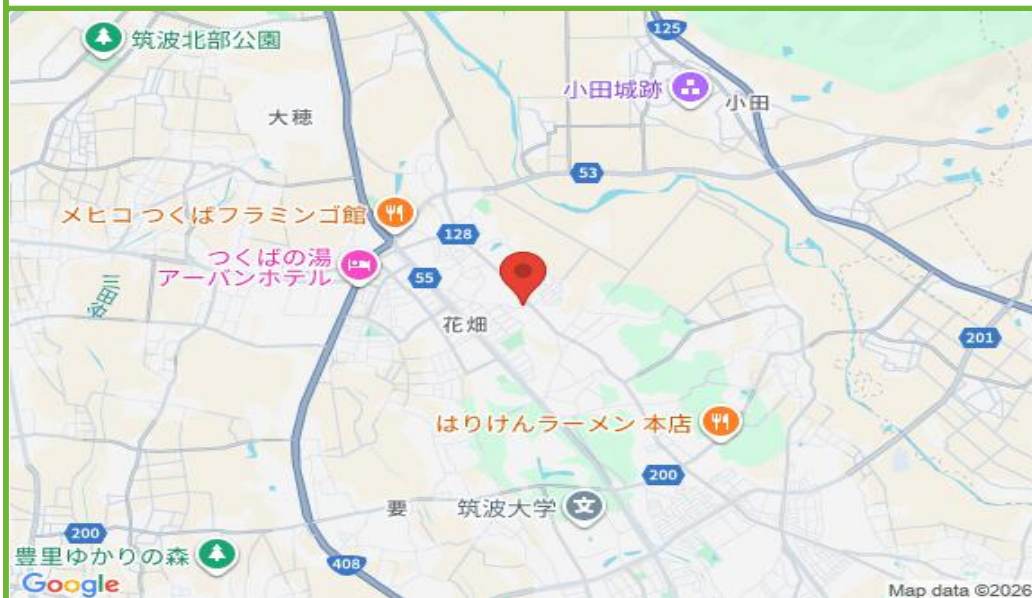 筑波北部公園
125
小田城跡
小田
大穂
53
メヒコ つくばフラミンゴ館
128
つくばの湯
アーバンホテル
55
花畑
201
はりけんラーメン 本店
200
要
筑波大学
200
豊里ゆかりの森
408
Google
Map data ©2026